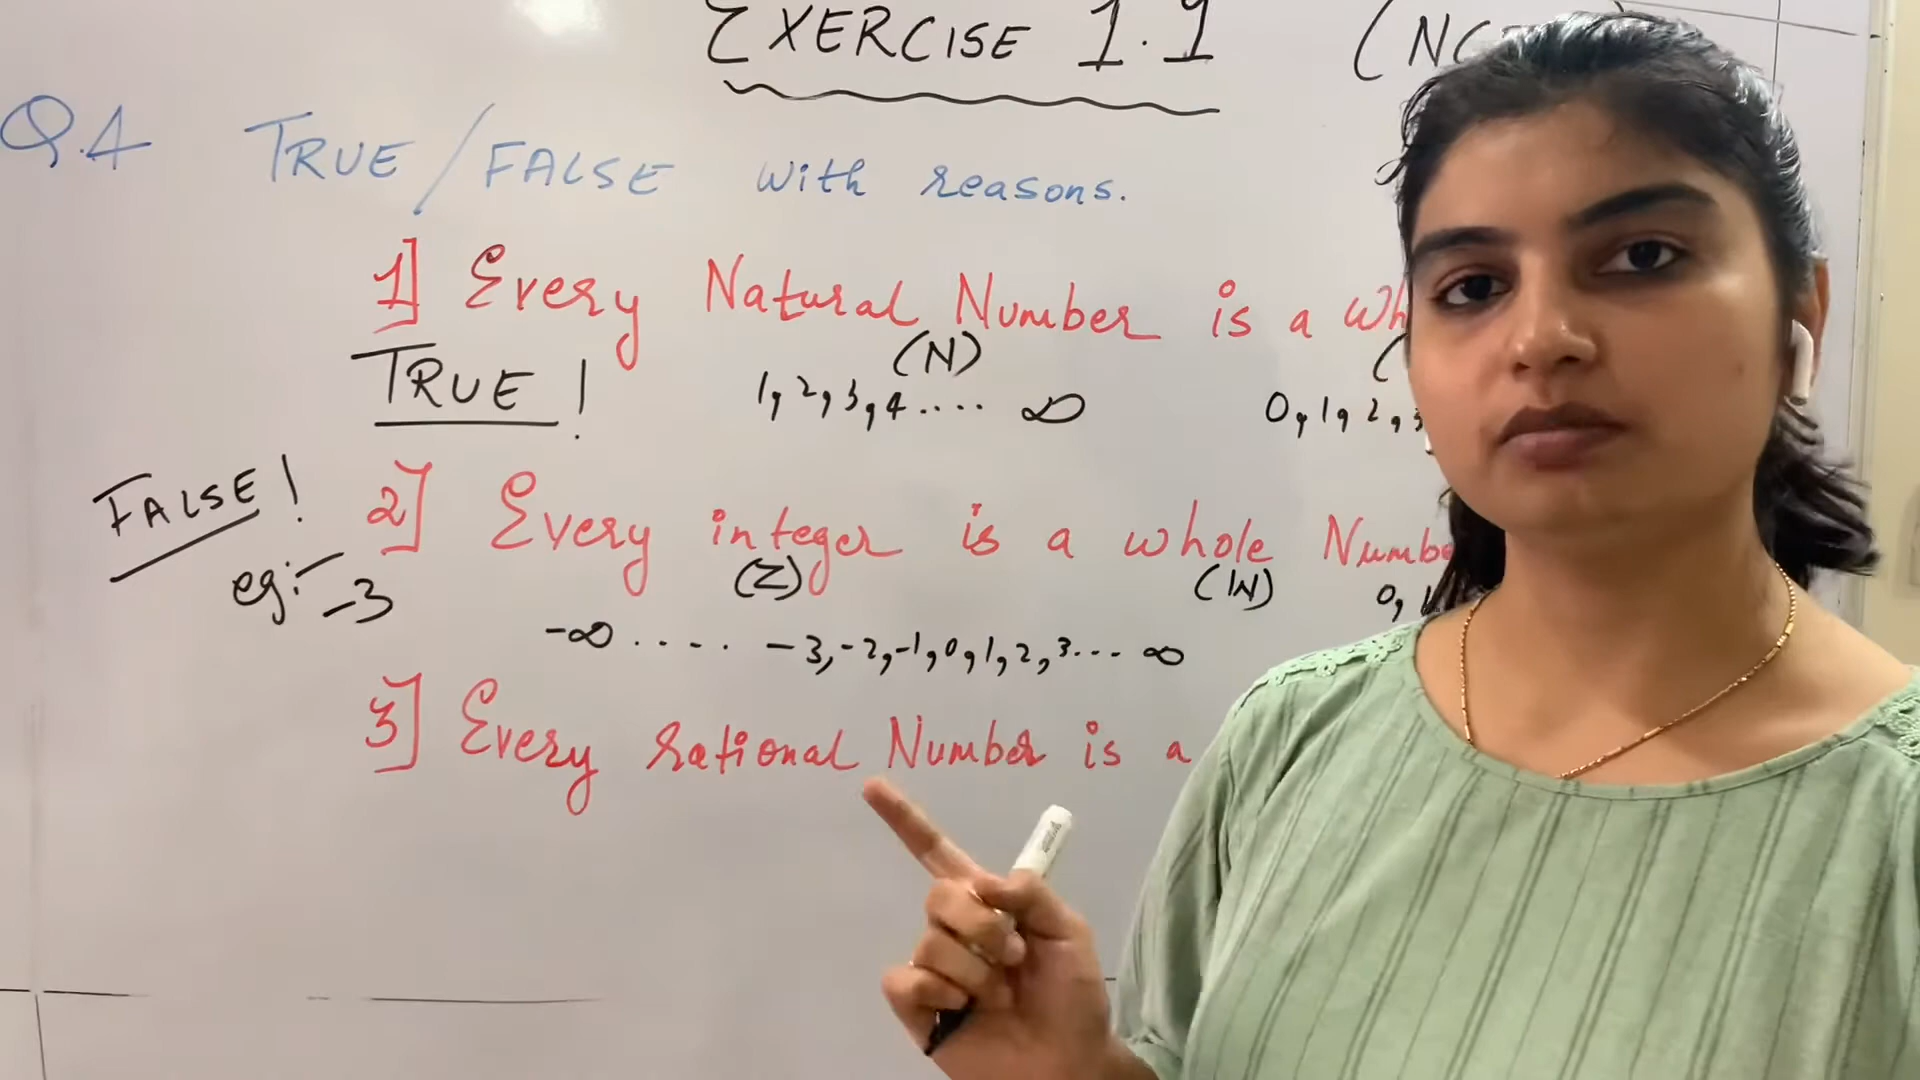 EXERCISE 1.1 (NC
Q.4 TRUE/FALSE with reasons.
1] Every Natural Number is a Wh
(N) (
TRUE! 1, 2, 3, 4.... ∞ 0, 1, 2, 3
FALSE! 2] Every integer is a whole Numbe
eg:- -3 (Z) (W) 0, 1
-∞ ..... -3, -2, -1, 0, 1, 2, 3... ∞
3] Every rational Number is a